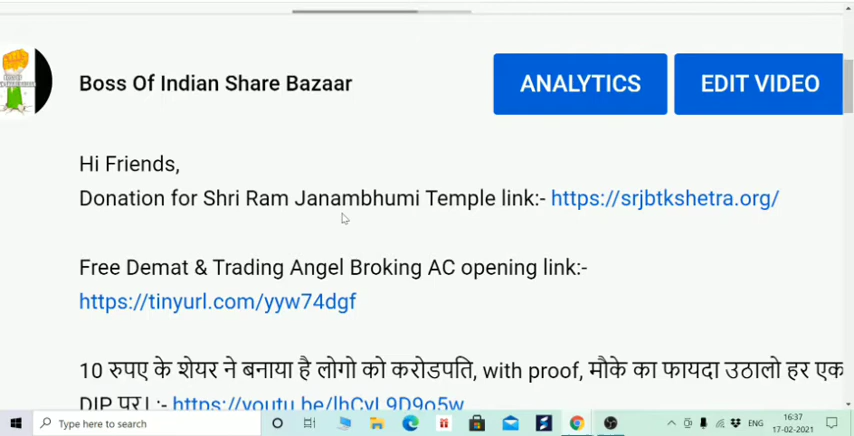 Boss Of Indian Share Bazaar
ANALYTICS
EDIT VIDEO
Hi Friends,
Donation for Shri Ram Janambhumi Temple link:- https://srjbtkshetra.org/
Free Demat & Trading Angel Broking AC opening link:-
https://tinyurl.com/yyw74dgf
10 रुपए के शेयर ने बनाया है लोगो को करोडपति, with proof, मौके का फायदा उठालो हर एक
DIP पर। :-
Type here to search
ENG
16:37
17-02-2021